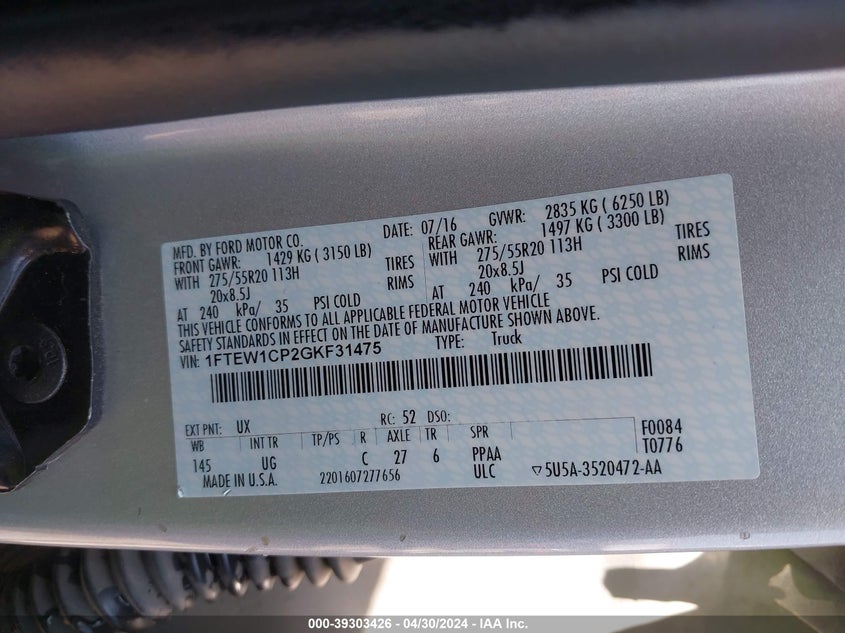 MFD. BY FORD MOTOR CO. DATE: 07/16 GVWR: 2835 KG ( 6250 LB)
FRONT GAWR: 1429 KG ( 3150 LB) REAR GAWR: 1497 KG ( 3300 LB)
WITH 275/55R20 113H TIRES WITH 275/55R20 113H TIRES
20x8.5J RIMS 20x8.5J RIMS
AT 240 kPa/ 35 PSI COLD AT 240 kPa/ 35 PSI COLD
THIS VEHICLE CONFORMS TO ALL APPLICABLE FEDERAL MOTOR VEHICLE
SAFETY STANDARDS IN EFFECT ON THE DATE OF MANUFACTURE SHOWN ABOVE.
VIN: 1FTEW1CP2GKF31475 TYPE: Truck
EXT PNT: UX RC: 52 DSO: F0084
WB INT TR TP/PS R AXLE TR SPR T0776
145 UG C 27 6 PPAA
MADE IN U.S.A. 2201607277656 ULC ▽5U5A-3520472-AA
000-39303426 - 04/30/2024 - IAA Inc.